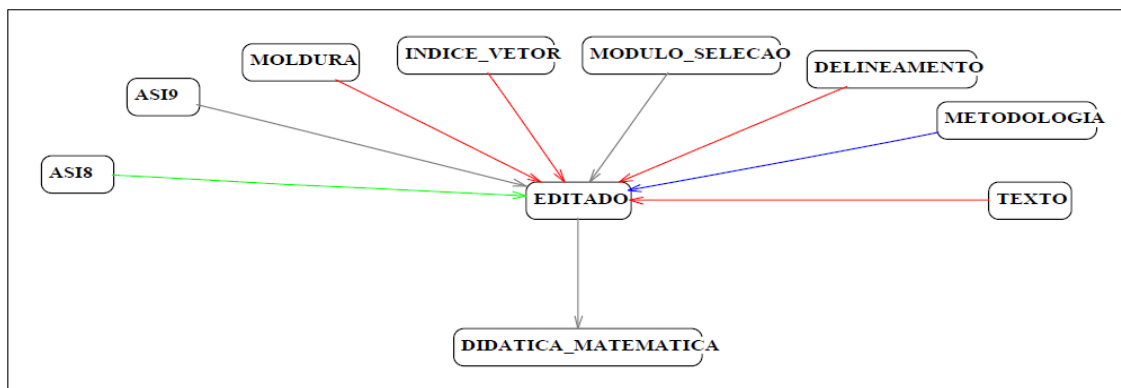 INDICE_VETOR
MODULO_SELECAO
MOLDURA
DELINEAMENTO
ASI9
METODOLOGIA
ASI8
EDITADO
TEXTO
DIDATICA_MATEMATICA